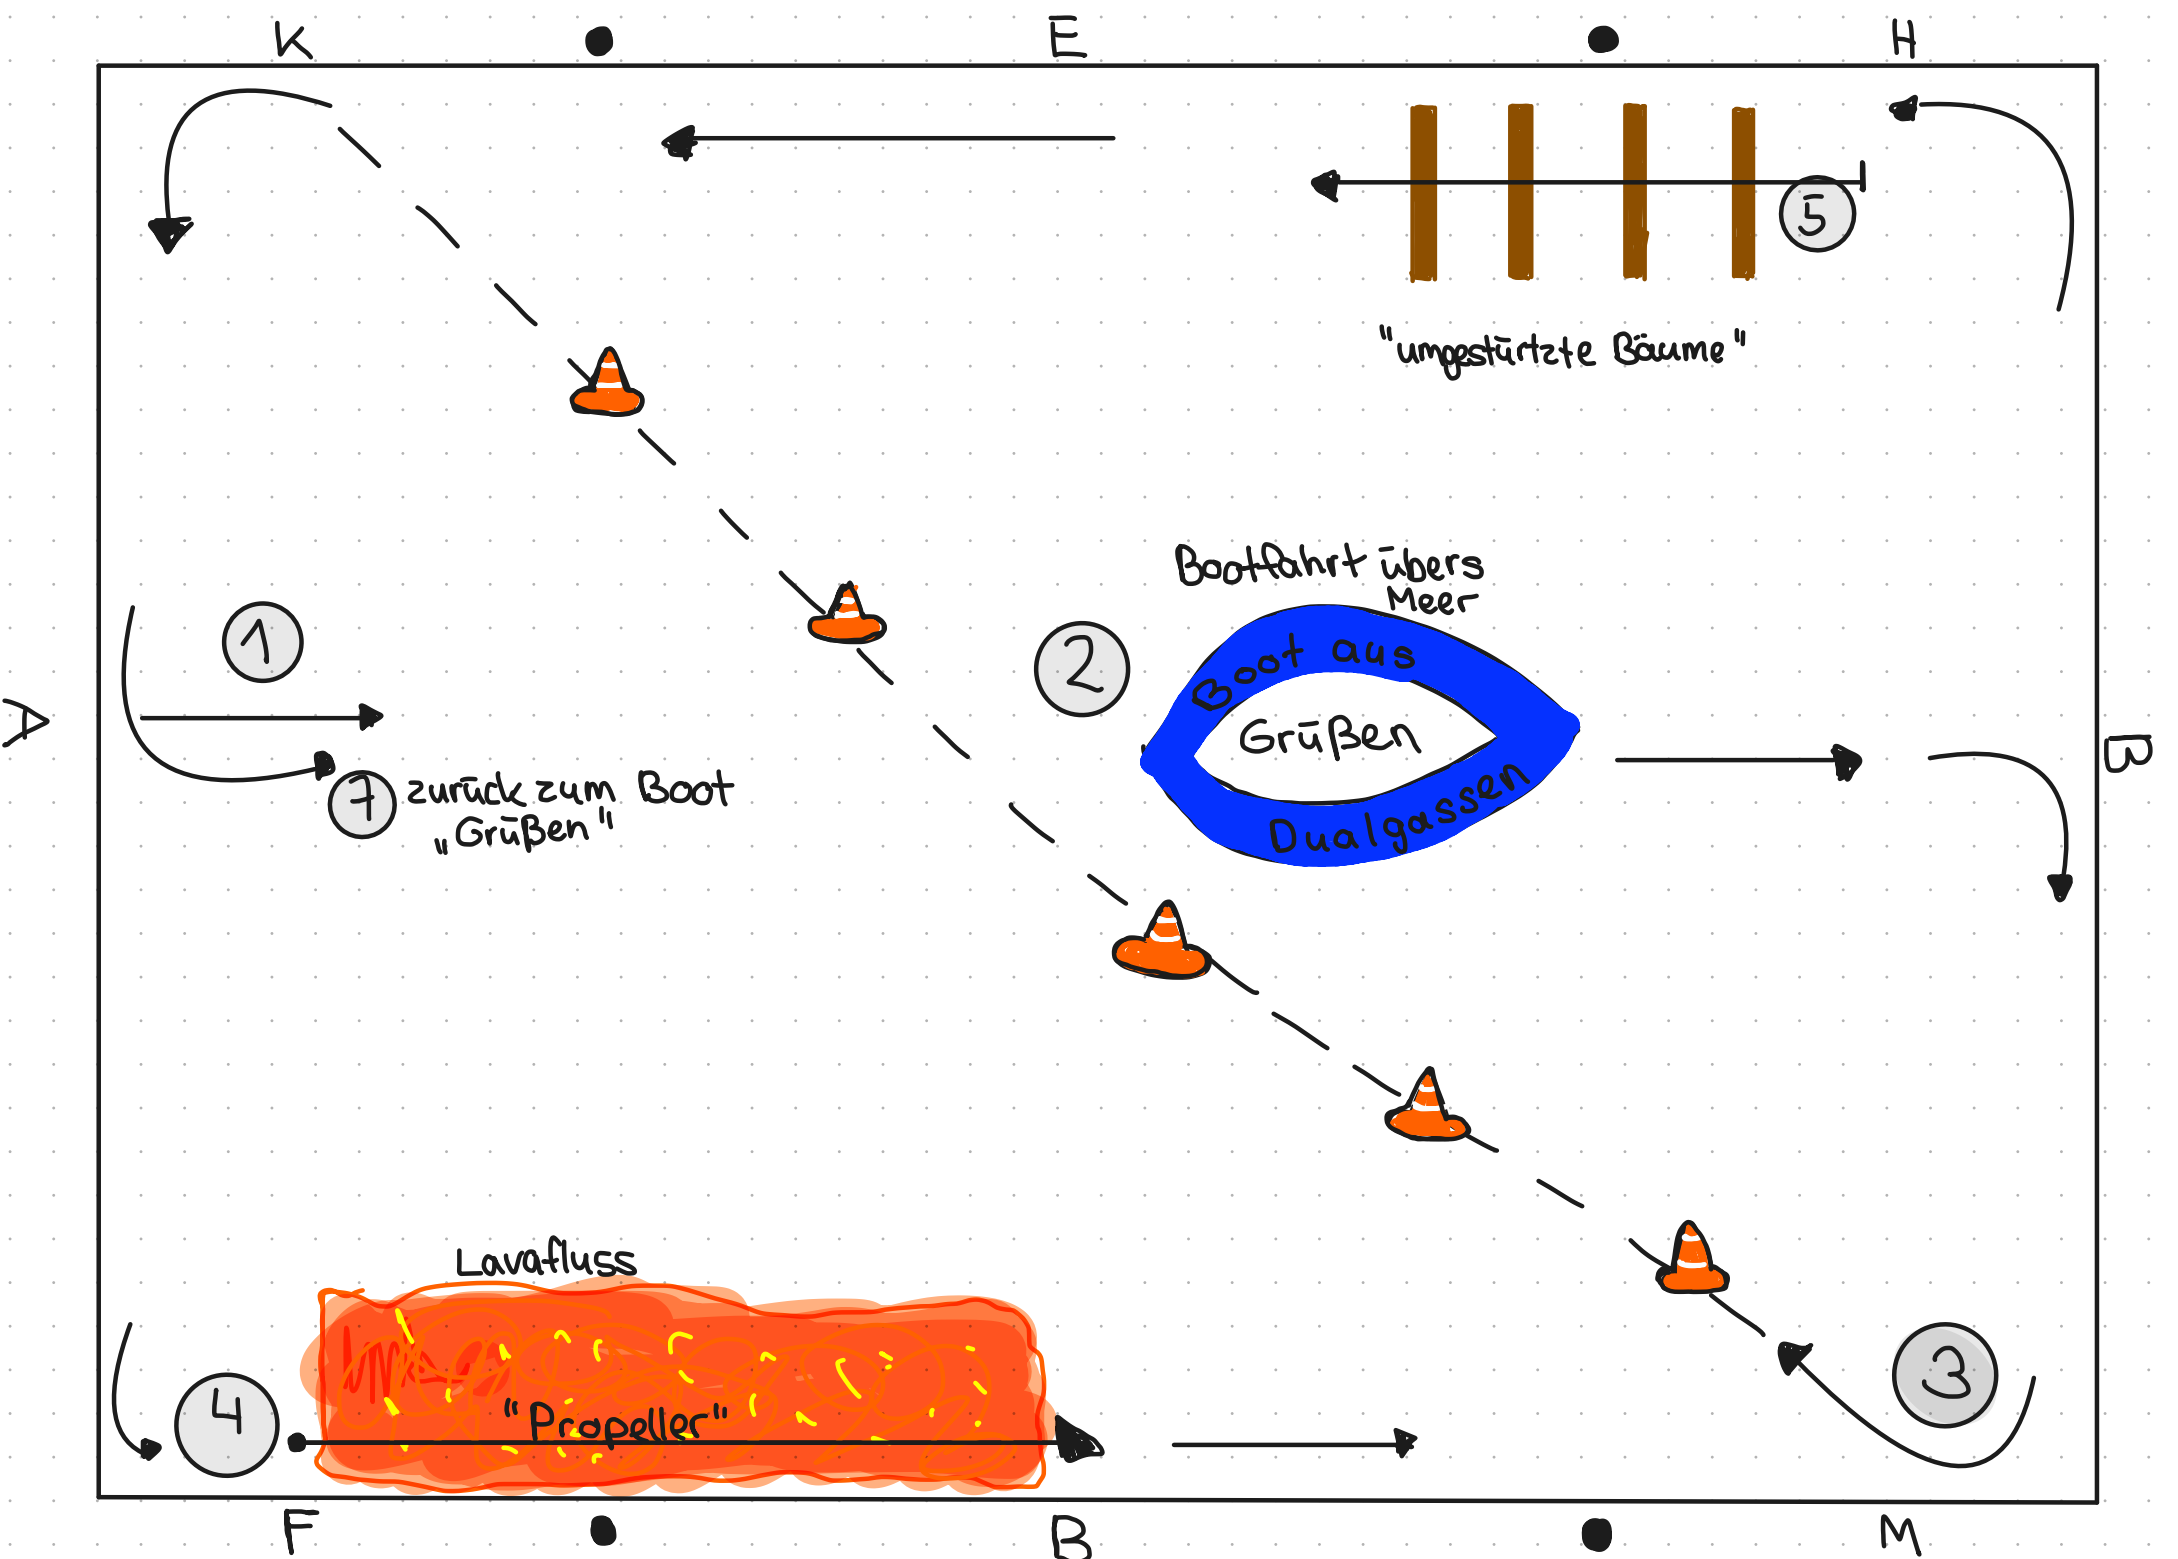 K
E
H
5
"umgestürtzte Bäume"
1
A
7 zurück zum Boot
"Grüßen"
Bootfahrt übers
Meer
2
Boot aus
Grüßen
Dualgassen
B
Lavafluss
"Propeller"
4
3
F
B
M